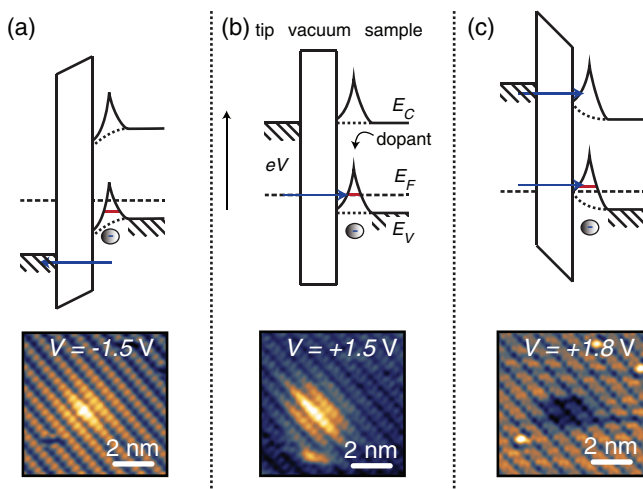 (a)
(b) tip vacuum sample
(c)
E_C
dopant
eV
E_F
E_V
-
-
-
V = -1.5 V
2 nm
V = +1.5 V
2 nm
V = +1.8 V
2 nm